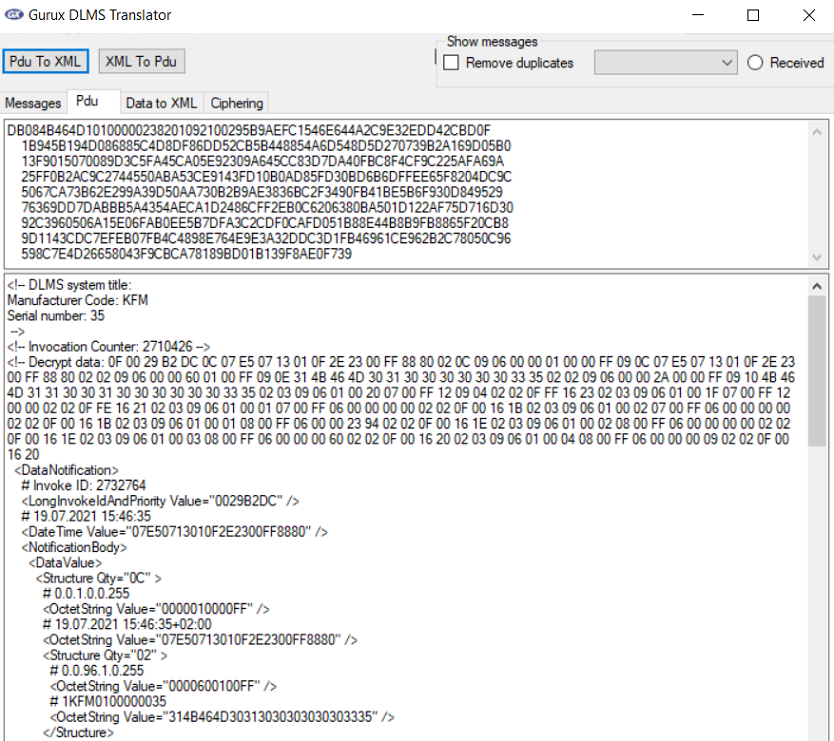 Gurux DLMS Translator
Pdu To XML
XML To Pdu
Show messages
Remove duplicates
Received
Messages
Pdu
Data to XML
Ciphering
DB084B464D10100000023820109210029​5B9AEFC1546E644A2C9E32EDD42CBD0F
1B945B194D086885C4D8DF86DD52CB5B448854A6D548D5D270739B2A169D05B0
13F9015070089D3C5FA45CA05E92309A645CC83D7DA40FBC8F4CF9C225AFA69A
25FF0B2AC9C2744550ABA53CE9143FD10B0AD85FD30BD6B6DFFEE65F8204DC9C
5067CA73B62E299A39D50AA730B2B9AE3836BC2F3490FB41BE5B6F930D849529
76369DD7DABBB5A4354AECA1D2486CFF2EB0C6206380BA501D122AF75D716D30
92C3960506A15E06FAB0EE5B7DFA3C2CDF0CAFD051B88E44B8B9FB8865F20CB8
9D1143CDC7EFEB07FB4C4898E764E9E3A32DDC3D1FB46961CE962B2C78050C96
598C7E4D26658043F9CBCA78189BD01B139F8AE0F739
<!-- DLMS system title:
Manufacturer Code: KFM
Serial number: 35
-->
<!-- Invocation Counter: 2710426 -->
<!-- Decrypt data: 0F 00 29 B2 DC 0C 07 E5 07 13 01 0F 2E 23 00 FF 88 80 02 0C 09 06 00 00 01 00 00 FF 09 0C 07 E5 07 13 01 0F 2E 23
00 FF 88 80 02 02 09 06 00 00 60 01 00 FF 09 0E 31 4B 46 4D 30 31 30 30 30 30 30 30 33 35 02 02 09 06 00 00 2A 00 00 FF 09 10 4B 46
4D 31 31 30 30 31 30 30 30 30 30 30 33 35 02 03 09 06 01 00 20 07 00 FF 12 09 04 02 02 0F FF 16 23 02 03 09 06 01 00 1F 07 00 FF 12
00 00 02 02 0F FE 16 21 02 03 09 06 01 00 01 07 00 FF 06 00 00 00 00 02 02 0F 00 16 1B 02 03 09 06 01 00 02 07 00 FF 06 00 00 00 00
02 02 0F 00 16 1B 02 03 09 06 01 00 01 08 00 FF 06 00 00 23 94 02 02 0F 00 16 1E 02 03 09 06 01 00 02 08 00 FF 06 00 00 00 00 02 02
0F 00 16 1E 02 03 09 06 01 00 03 08 00 FF 06 00 00 00 60 02 02 0F 00 16 20 02 03 09 06 01 00 04 08 00 FF 06 00 00 00 09 02 02 0F 00
16 20
<DataNotification>
# Invoke ID: 2732764
<LongInvokeIdAndPriority Value="0029B2DC" />
# 19.07.2021 15:46:35
<DateTime Value="07E50713010F2E2300FF8880" />
<NotificationBody>
<DataValue>
<Structure Qty="0C" >
# 0.0.1.0.0.255
<OctetString Value="0000010000FF" />
# 19.07.2021 15:46:35+02:00
<OctetString Value="07E50713010F2E2300FF8880" />
<Structure Qty="02" >
# 0.0.96.1.0.255
<OctetString Value="0000600100FF" />
# 1KFM0100000035
<OctetString Value="314B464D30313030303030303335" />
</Structure>